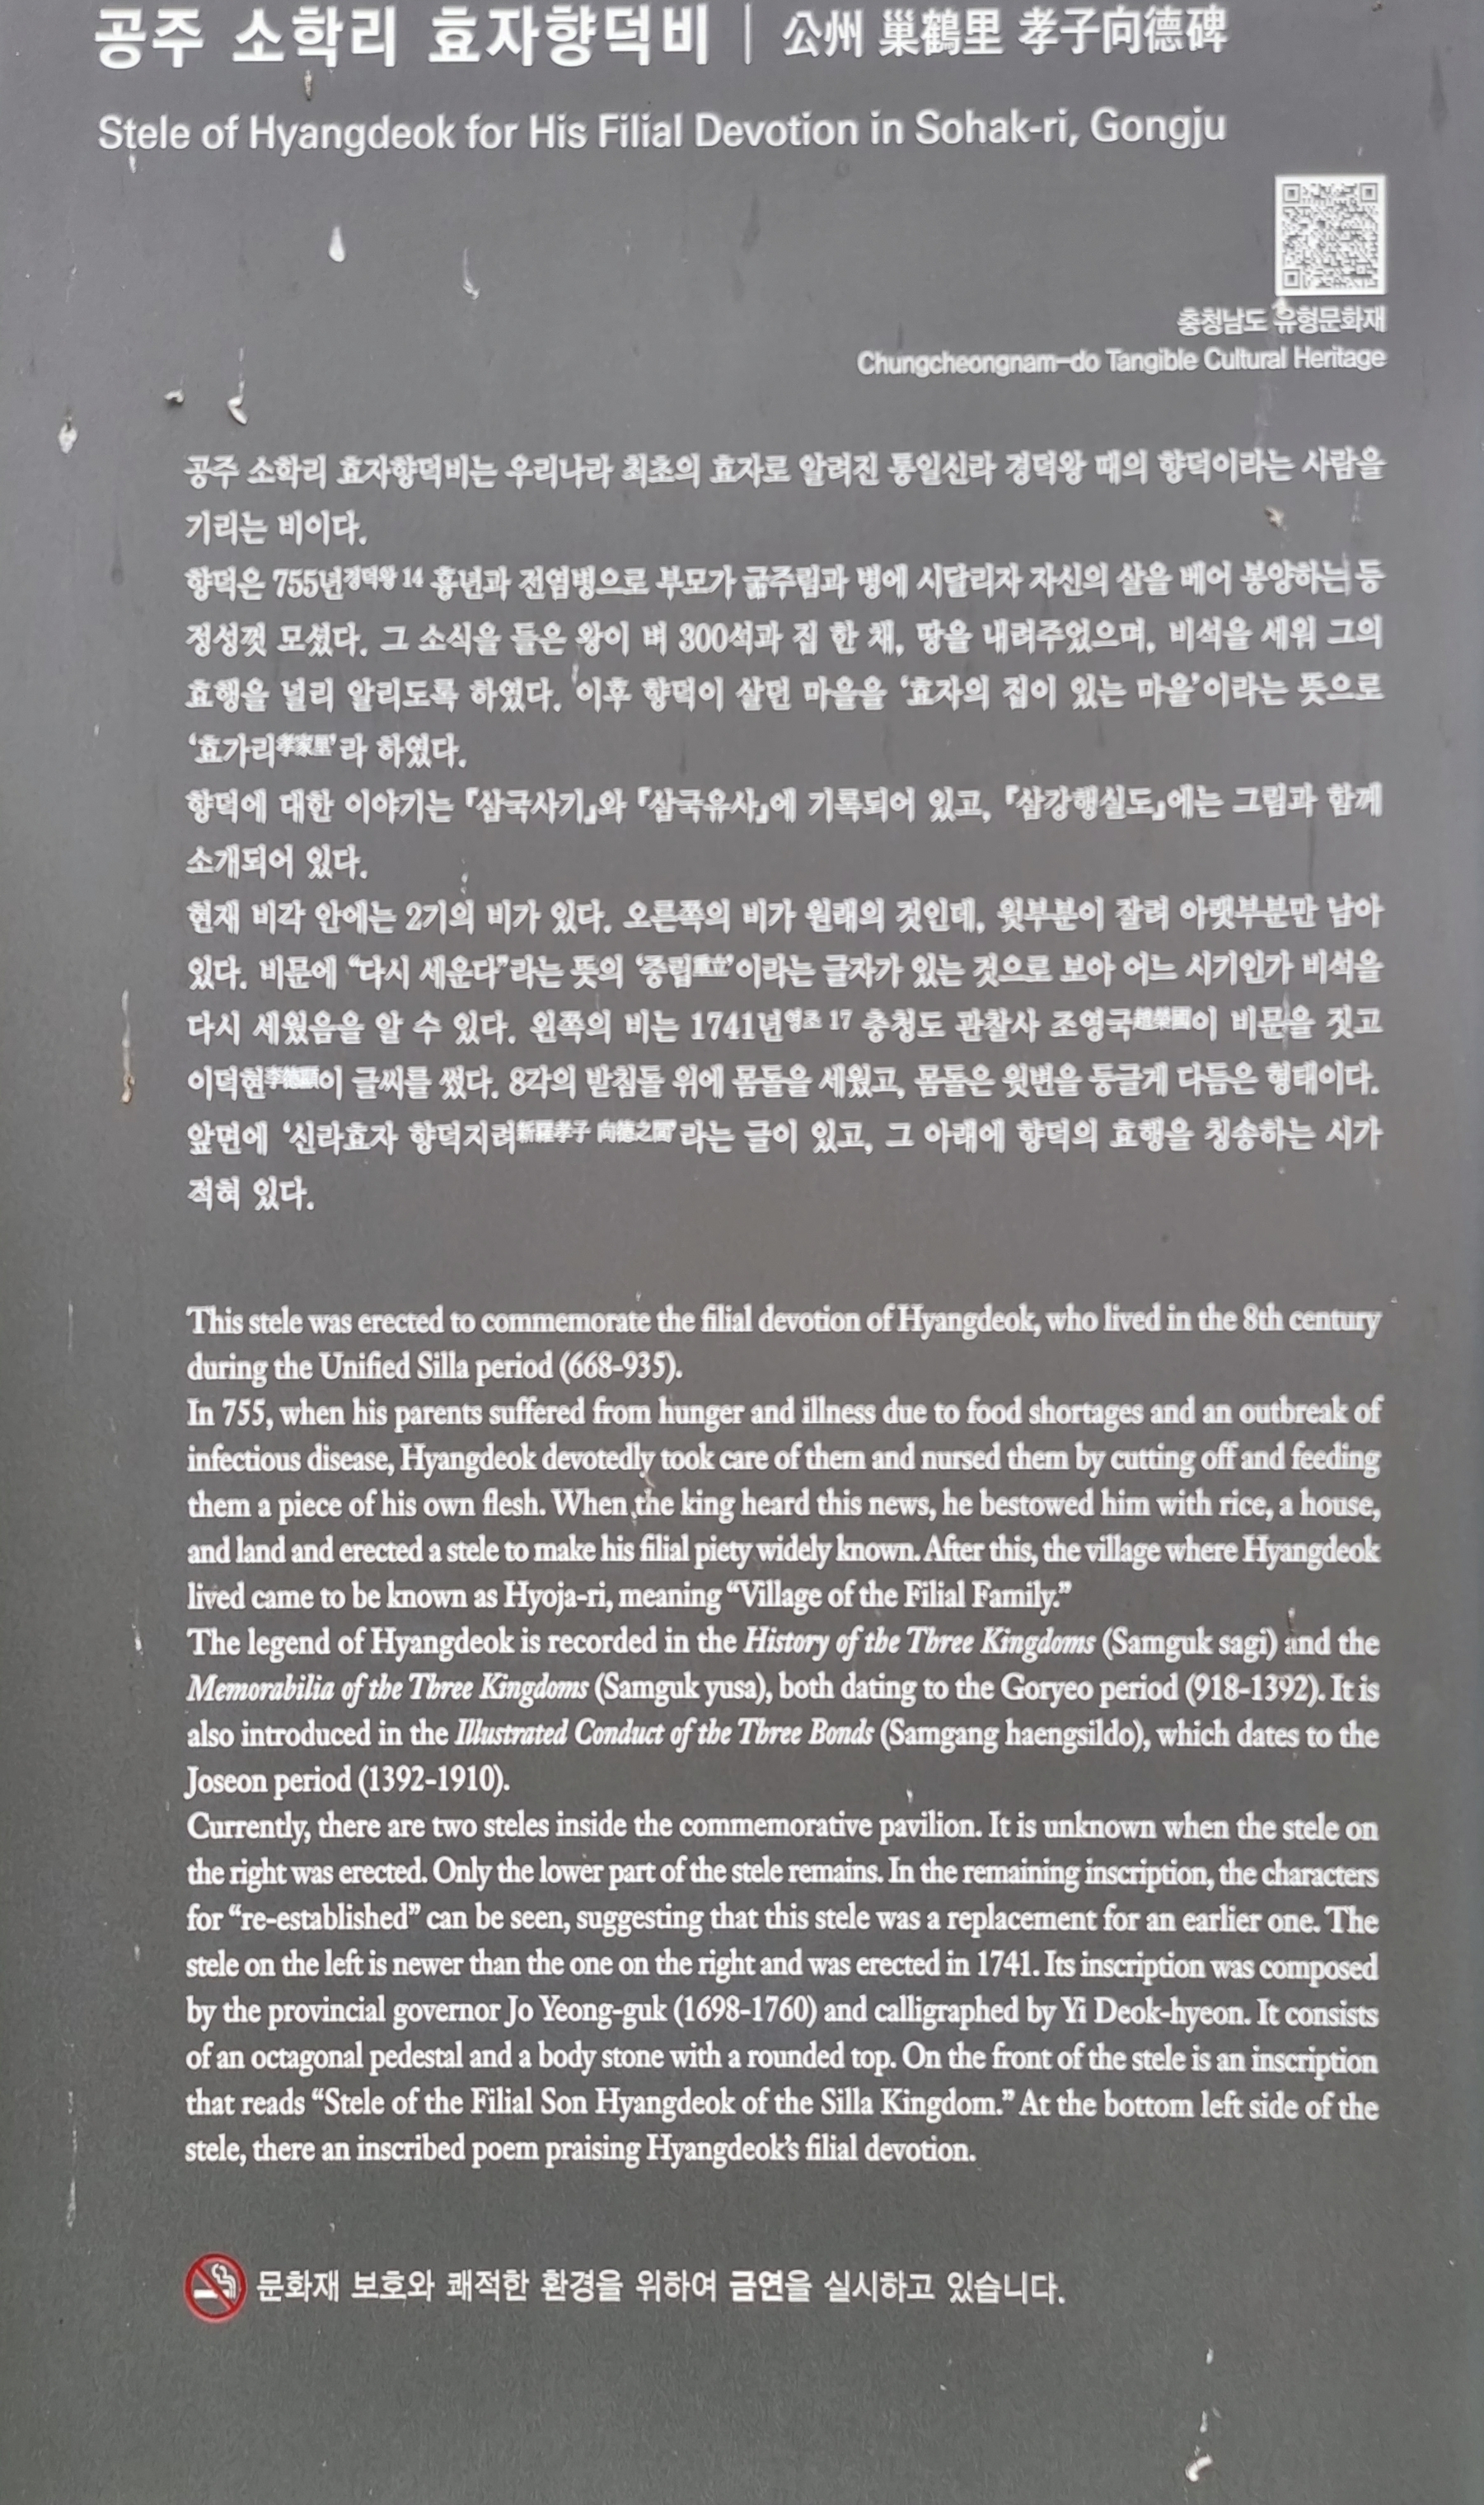 공주 소학리 효자향덕비 | 公州 巢鶴里 孝子向德碑
Stele of Hyangdeok for His Filial Devotion in Sohak-ri, Gongju
충청남도 유형문화재
Chungcheongnam-do Tangible Cultural Heritage
공주 소학리 효자향덕비는 우리나라 최초의 효자로 알려진 통일신라 경덕왕 때의 향덕이라는 사람을
기리는 비이다.
향덕은 755년경덕왕 14 흉년과 전염병으로 부모가 굶주림과 병에 시달리자 자신의 살을 베어 봉양하는 등
정성껏 모셨다. 그 소식을 들은 왕이 벼 300석과 집 한 채, 땅을 내려주었으며, 비석을 세워 그의
효행을 널리 알리도록 하였다. 이후 향덕이 살던 마을을 ‘효자의 집이 있는 마을’이라는 뜻으로
‘효가리孝家里’라 하였다.
향덕에 대한 이야기는 『삼국사기』와 『삼국유사』에 기록되어 있고, 『삼강행실도』에는 그림과 함께
소개되어 있다.
현재 비각 안에는 2기의 비가 있다. 오른쪽의 비가 원래의 것인데, 윗부분이 잘려 아랫부분만 남아
있다. 비문에 “다시 세운다”라는 뜻의 ‘중립重立’이라는 글자가 있는 것으로 보아 어느 시기인가 비석을
다시 세웠음을 알 수 있다. 왼쪽의 비는 1741년영조 17 충청도 관찰사 조영국趙榮國이 비문을 짓고
이덕현李德顯이 글씨를 썼다. 8각의 받침돌 위에 몸돌을 세웠고, 몸돌은 윗변을 둥글게 다듬은 형태이다.
앞면에 ‘신라효자 향덕지려新羅孝子 向德之閭’라는 글이 있고, 그 아래에 향덕의 효행을 칭송하는 시가
적혀 있다.
This stele was erected to commemorate the filial devotion of Hyangdeok, who lived in the 8th century
during the Unified Silla period (668-935).
In 755, when his parents suffered from hunger and illness due to food shortages and an outbreak of
infectious disease, Hyangdeok devotedly took care of them and nursed them by cutting off and feeding
them a piece of his own flesh. When the king heard this news, he bestowed him with rice, a house,
and land and erected a stele to make his filial piety widely known. After this, the village where Hyangdeok
lived came to be known as Hyoja-ri, meaning “Village of the Filial Family.”
The legend of Hyangdeok is recorded in the History of the Three Kingdoms (Samguk sagi) and the
Memorabilia of the Three Kingdoms (Samguk yusa), both dating to the Goryeo period (918-1392). It is
also introduced in the Illustrated Conduct of the Three Bonds (Samgang haengsildo), which dates to the
Joseon period (1392-1910).
Currently, there are two steles inside the commemorative pavilion. It is unknown when the stele on
the right was erected. Only the lower part of the stele remains. In the remaining inscription, the characters
for “re-established” can be seen, suggesting that this stele was a replacement for an earlier one. The
stele on the left is newer than the one on the right and was erected in 1741. Its inscription was composed
by the provincial governor Jo Yeong-guk (1698-1760) and calligraphed by Yi Deok-hyeon. It consists
of an octagonal pedestal and a body stone with a rounded top. On the front of the stele is an inscription
that reads “Stele of the Filial Son Hyangdeok of the Silla Kingdom.” At the bottom left side of the
stele, there an inscribed poem praising Hyangdeok’s filial devotion.
문화재 보호와 쾌적한 환경을 위하여 금연을 실시하고 있습니다.